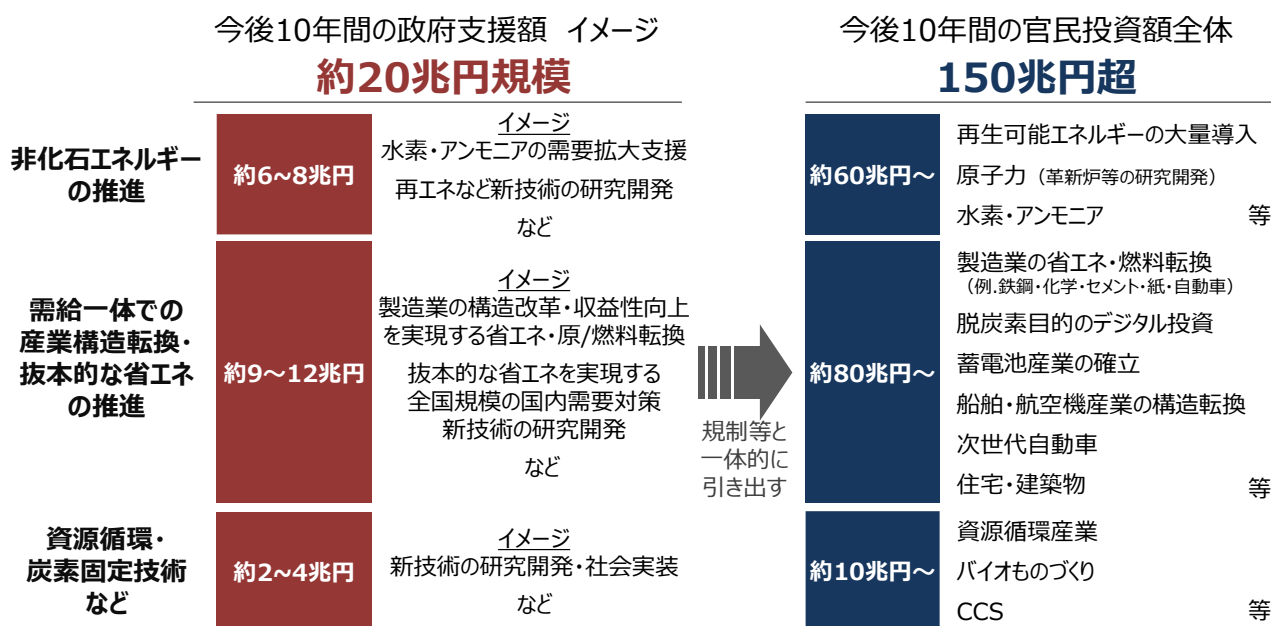 今後10年間の政府支援額 イメージ
約20兆円規模
今後10年間の官民投資額全体
150兆円超
非化石エネルギー
の推進
約6~8兆円
イメージ
水素・アンモニアの需要拡大支援
再エネなど新技術の研究開発
など
約60兆円～
再生可能エネルギーの大量導入
原子力（革新炉等の研究開発）
水素・アンモニア 等
需給一体での
産業構造転換・
抜本的な省エネ
の推進
約9～12兆円
イメージ
製造業の構造改革・収益性向上
を実現する省エネ・原/燃料転換
抜本的な省エネを実現する
全国規模の国内需要対策
新技術の研究開発
など
規制等と
一体的に
引き出す
約80兆円～
製造業の省エネ・燃料転換
（例.鉄鋼・化学・セメント・紙・自動車）
脱炭素目的のデジタル投資
蓄電池産業の確立
船舶・航空機産業の構造転換
次世代自動車
住宅・建築物 等
資源循環・
炭素固定技術
など
約2~4兆円
イメージ
新技術の研究開発・社会実装
など
約10兆円～
資源循環産業
バイオものづくり
CCS 等